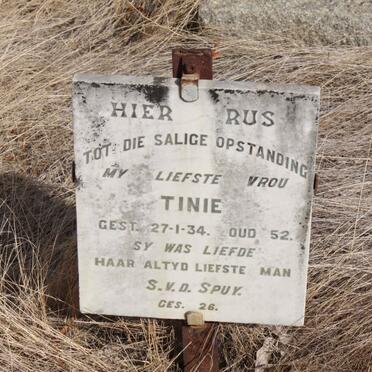 HIER RUS
TOT DIE SALIGE OPSTANDING
MY LIEFSTE VROU
TINIE
GEST. 27-1-34. OUD 52.
SY WAS LIEFDE
HAAR ALTYD LIEFSTE MAN
S.V.D. SPUY.
GES. 26.